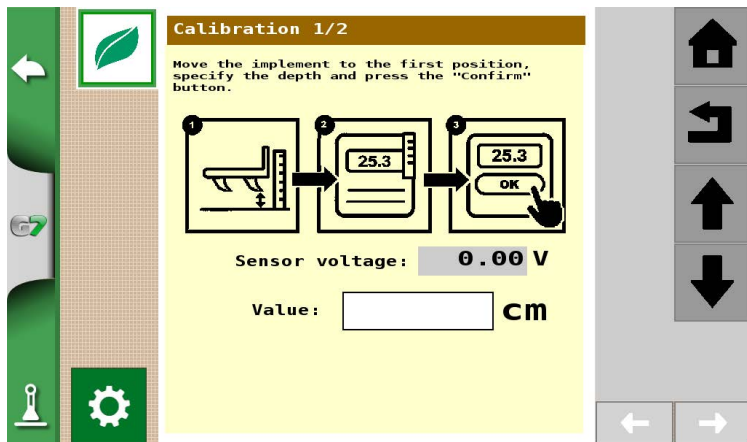 Calibration 1/2
Move the implement to the first position,
specify the depth and press the "Confirm"
button.
1 2 3
25.3 25.3
OK
Sensor voltage: 0.00 V
Value: cm
G7